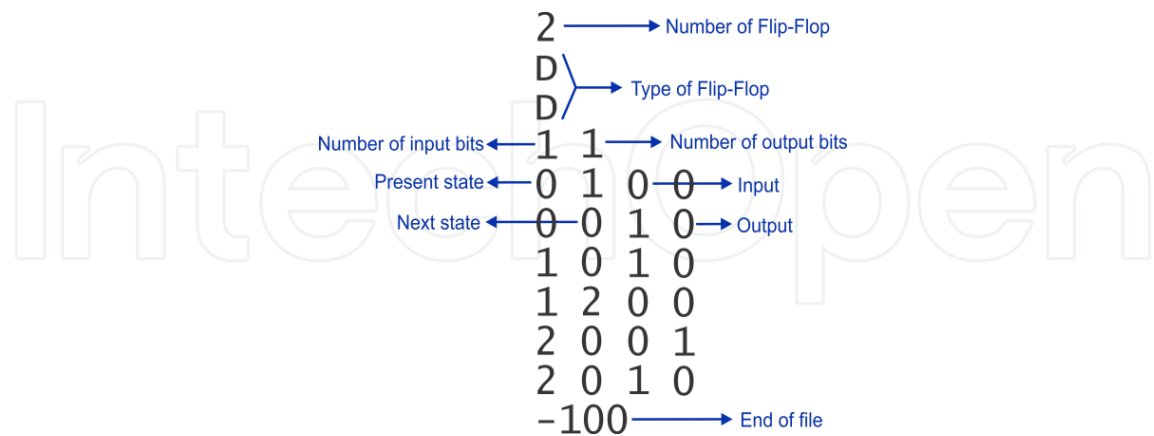 2 Number of Flip-Flop
D
Type of Flip-Flop
D
Number of input bits 1 1 Number of output bits
Present state 0 1 0 0 Input
Next state 0 0 1 0 Output
1 0 1 0
1 2 0 0
2 0 0 1
2 0 1 0
-100 End of file
IntechOpen